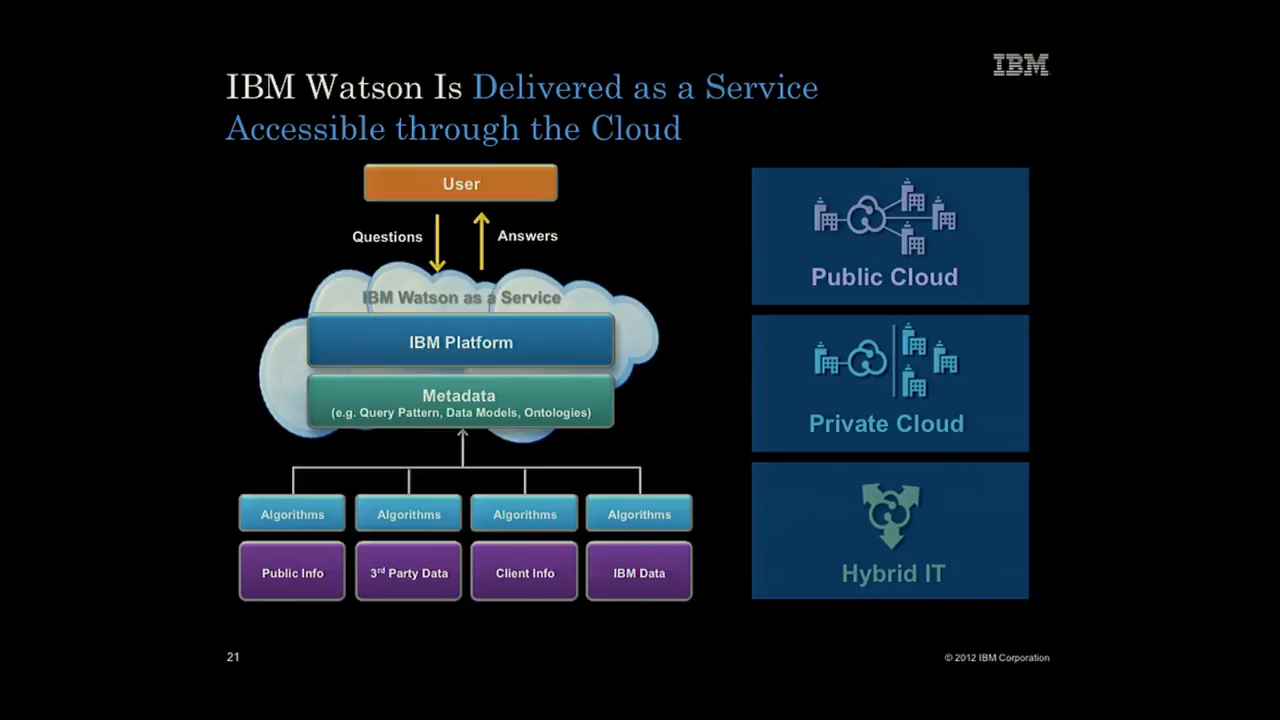 IBM
IBM Watson Is Delivered as a Service
Accessible through the Cloud
User
Questions
Answers
IBM Watson as a Service
IBM Platform
Metadata
(e.g. Query Pattern, Data Models, Ontologies)
Algorithms
Algorithms
Algorithms
Algorithms
Public Info
3rd Party Data
Client Info
IBM Data
Public Cloud
Private Cloud
Hybrid IT
21
© 2012 IBM Corporation